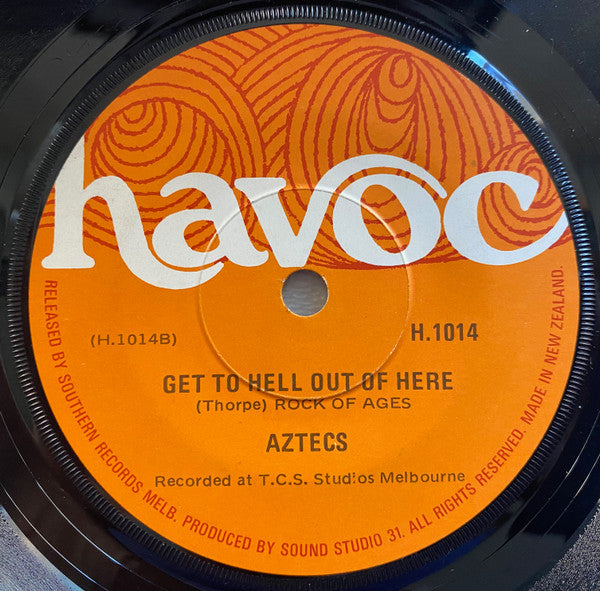 havoc
(H.1014B)
H.1014
GET TO HELL OUT OF HERE
(Thorpe) ROCK OF AGES
AZTECS
Recorded at T.C.S. Studios Melbourne
RELEASED BY SOUTHERN RECORDS MELB. PRODUCED BY SOUND STUDIO 31. ALL RIGHTS RESERVED. MADE IN NEW ZEALAND.